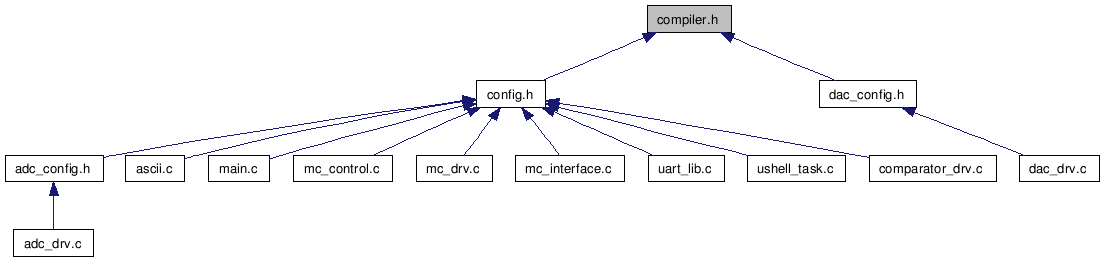 compiler.h
config.h
dac_config.h
adc_config.h
ascii.c
main.c
mc_control.c
mc_drv.c
mc_interface.c
uart_lib.c
ushell_task.c
comparator_drv.c
dac_drv.c
adc_drv.c